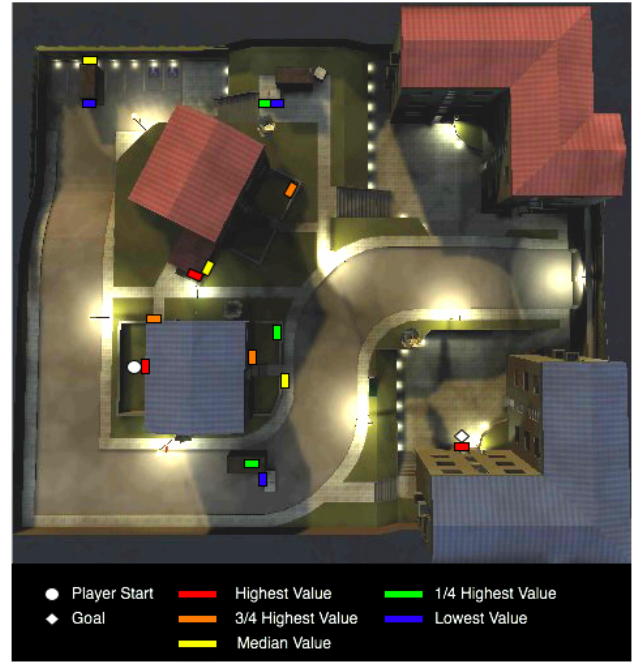 Player Start
Highest Value
1/4 Highest Value
Goal
3/4 Highest Value
Lowest Value
Median Value